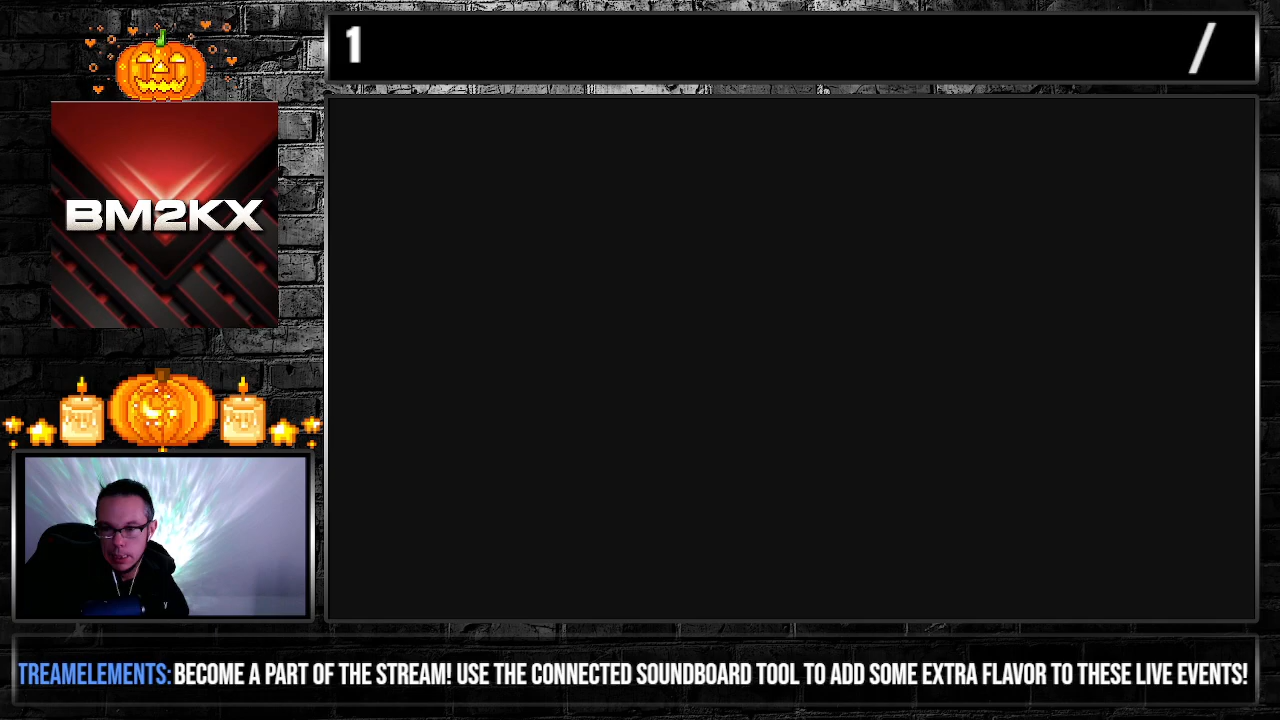 1 /
BM2KX
TREAMELEMENTS: BECOME A PART OF THE STREAM! USE THE CONNECTED SOUNDBOARD TOOL TO ADD SOME EXTRA FLAVOR TO THESE LIVE EVENTS!